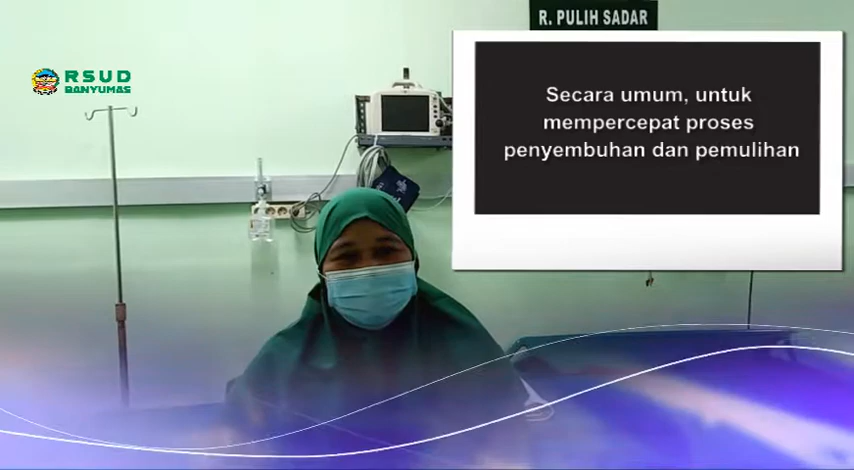 R. PULIH SADAR
RSUD
BANYUMAS
Secara umum, untuk
mempercepat proses
penyembuhan dan pemulihan